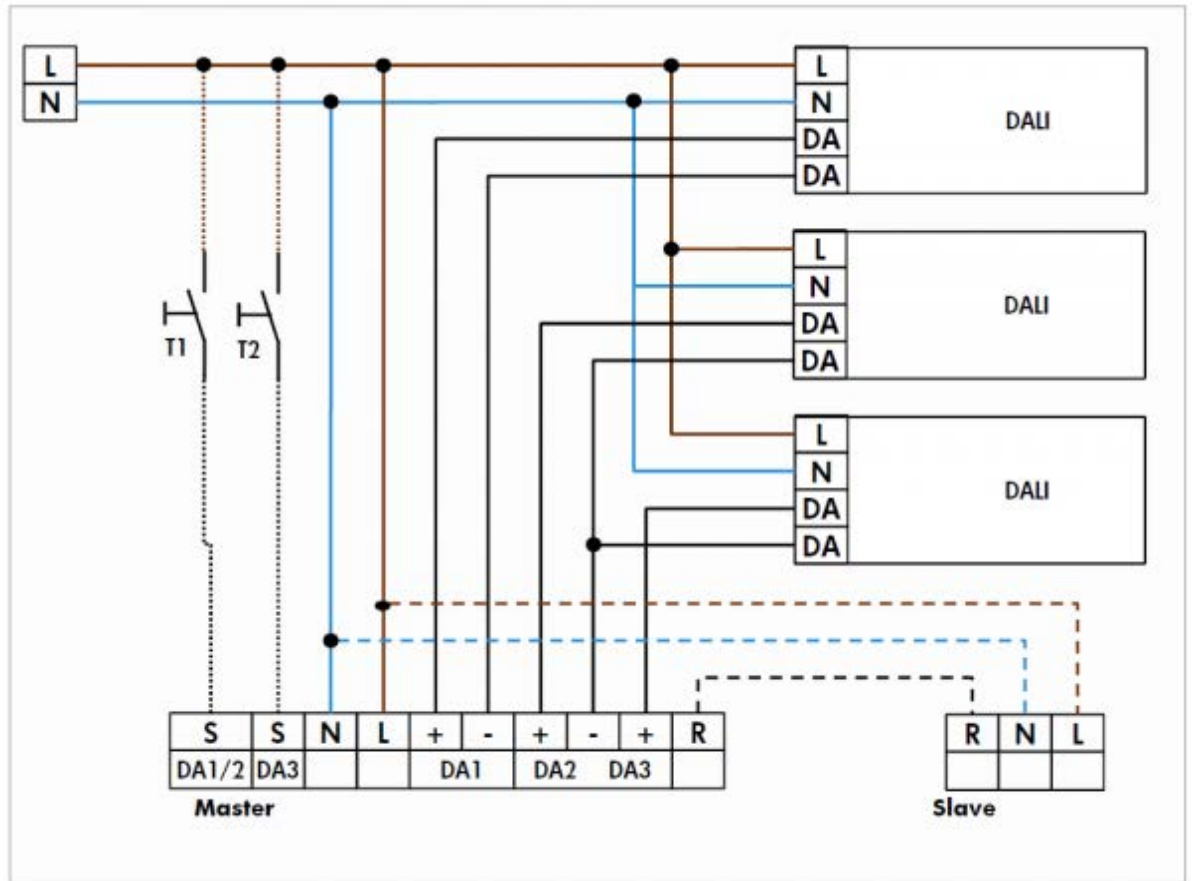 L
N
L
N
DA
DA
DALI
L
N
DA
DA
DALI
L
N
DA
DA
DALI
T1
T2
S S N L + - + - + R
DA1/2 DA3 DA1 DA2 DA3
Master
R N L
Slave